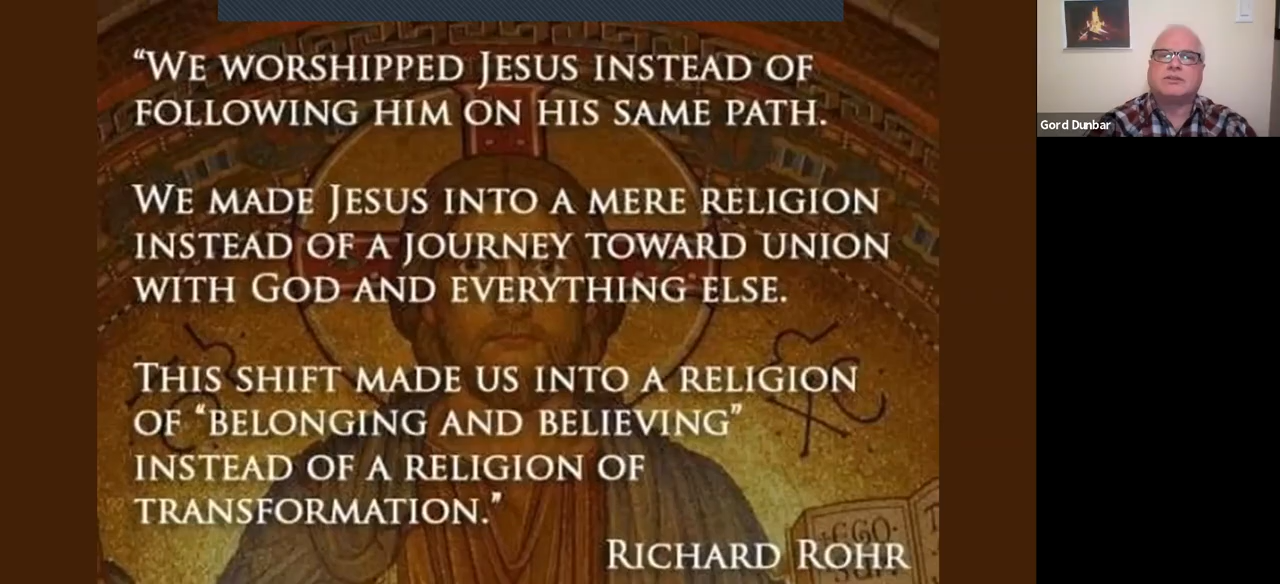 “WE WORSHIPPED JESUS INSTEAD OF
FOLLOWING HIM ON HIS SAME PATH.
WE MADE JESUS INTO A MERE RELIGION
INSTEAD OF A JOURNEY TOWARD UNION
WITH GOD AND EVERYTHING ELSE.
THIS SHIFT MADE US INTO A RELIGION
OF “BELONGING AND BELIEVING”
INSTEAD OF A RELIGION OF
TRANSFORMATION.”
RICHARD ROHR
Gord Dunbar